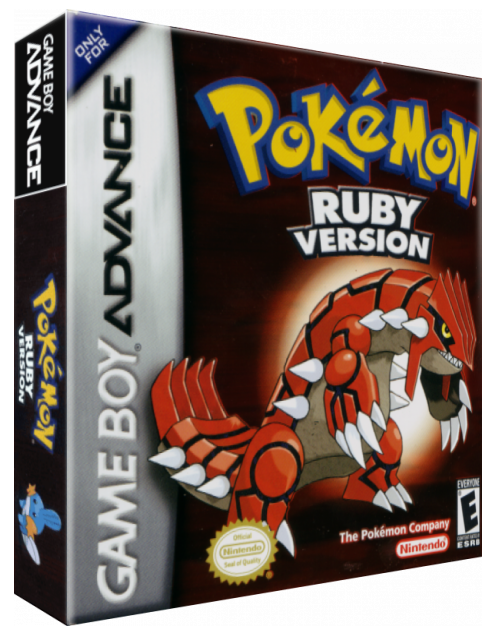 GAME BOY
ADVANCE
POKéMON
RUBY
VERSION
ONLY
FOR
GAME BOY ADVANCE
POKéMON
RUBY
VERSION
Official
Nintendo
Seal of Quality
The Pokémon Company
Nintendo
EVERYONE
E
ESRB